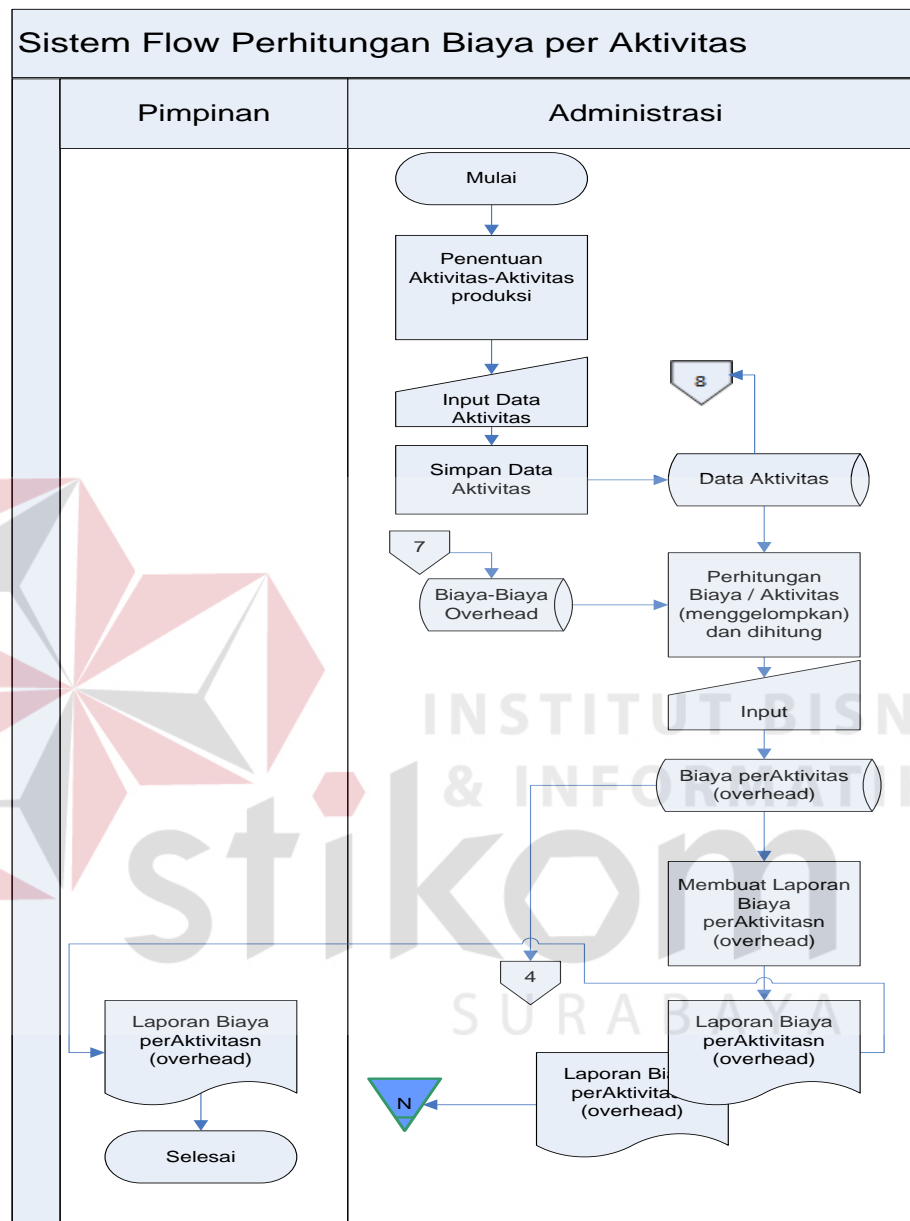 Sistem Flow Perhitungan Biaya per Aktivitas
Pimpinan
Administrasi
Mulai
Penentuan
Aktivitas-Aktivitas
produksi
Input Data
Aktivitas
8
Simpan Data
Aktivitas
Data Aktivitas
7
Biaya-Biaya
Overhead
Perhitungan
Biaya / Aktivitas
(menggelompkan)
dan dihitung
Input
INSTITUT BISN
& INFORMATI
stikom
SURABAYA
Biaya perAktivitas
(overhead)
Membuat Laporan
Biaya
perAktivitasn
(overhead)
4
Laporan Biaya
perAktivitasn
(overhead)
Laporan Biaya
perAktivitasn
(overhead)
Laporan Bi
perAktivitas
(overhead)
N
Selesai